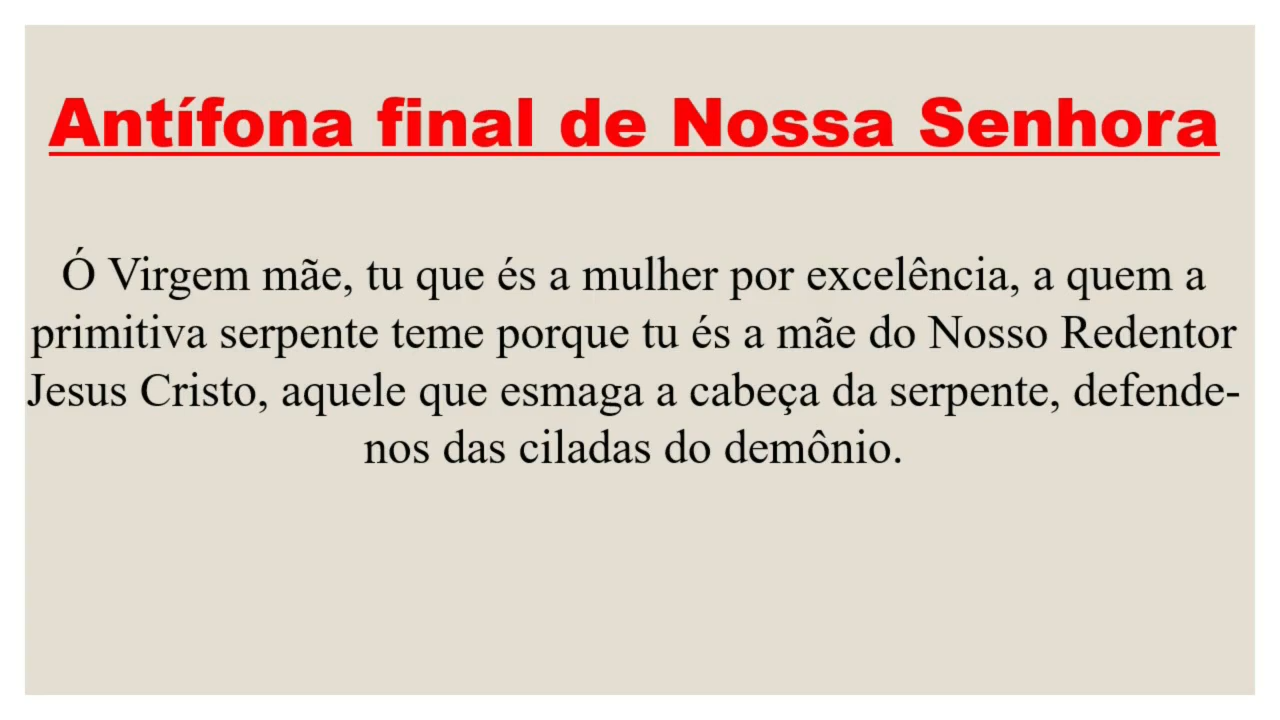 Antífona final de Nossa Senhora
Ó Virgem mãe, tu que és a mulher por excelência, a quem a
primitiva serpente teme porque tu és a mãe do Nosso Redentor
Jesus Cristo, aquele que esmaga a cabeça da serpente, defende-
nos das ciladas do demônio.